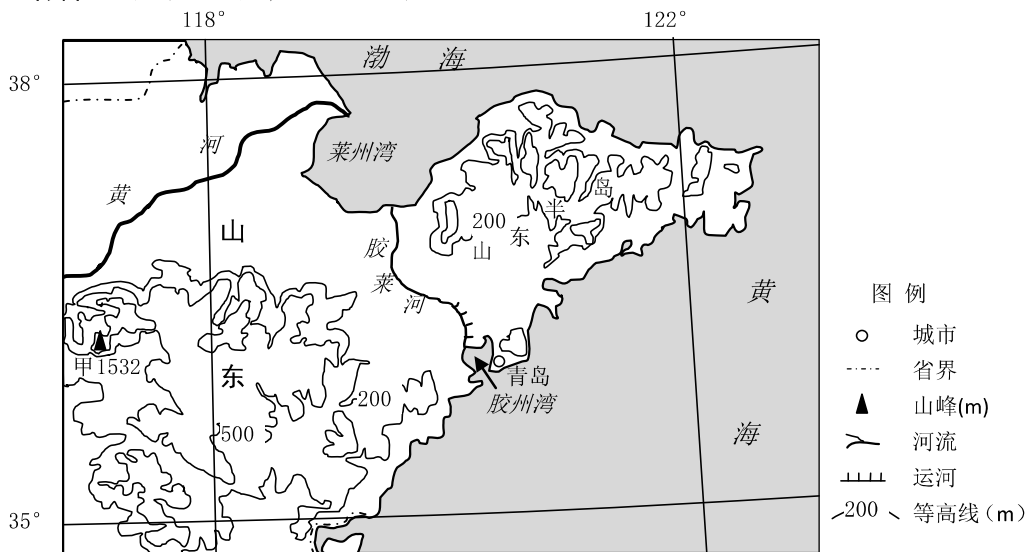 118°
122°
38°
渤 海
河
莱州湾
黄
岛
半
200
东
山
山
胶
莱
河
黄
图 例
城市
甲1532
省界
东
青岛
山峰(m)
200
胶州湾
500
海
河流
运河
35°
200 等高线(m)